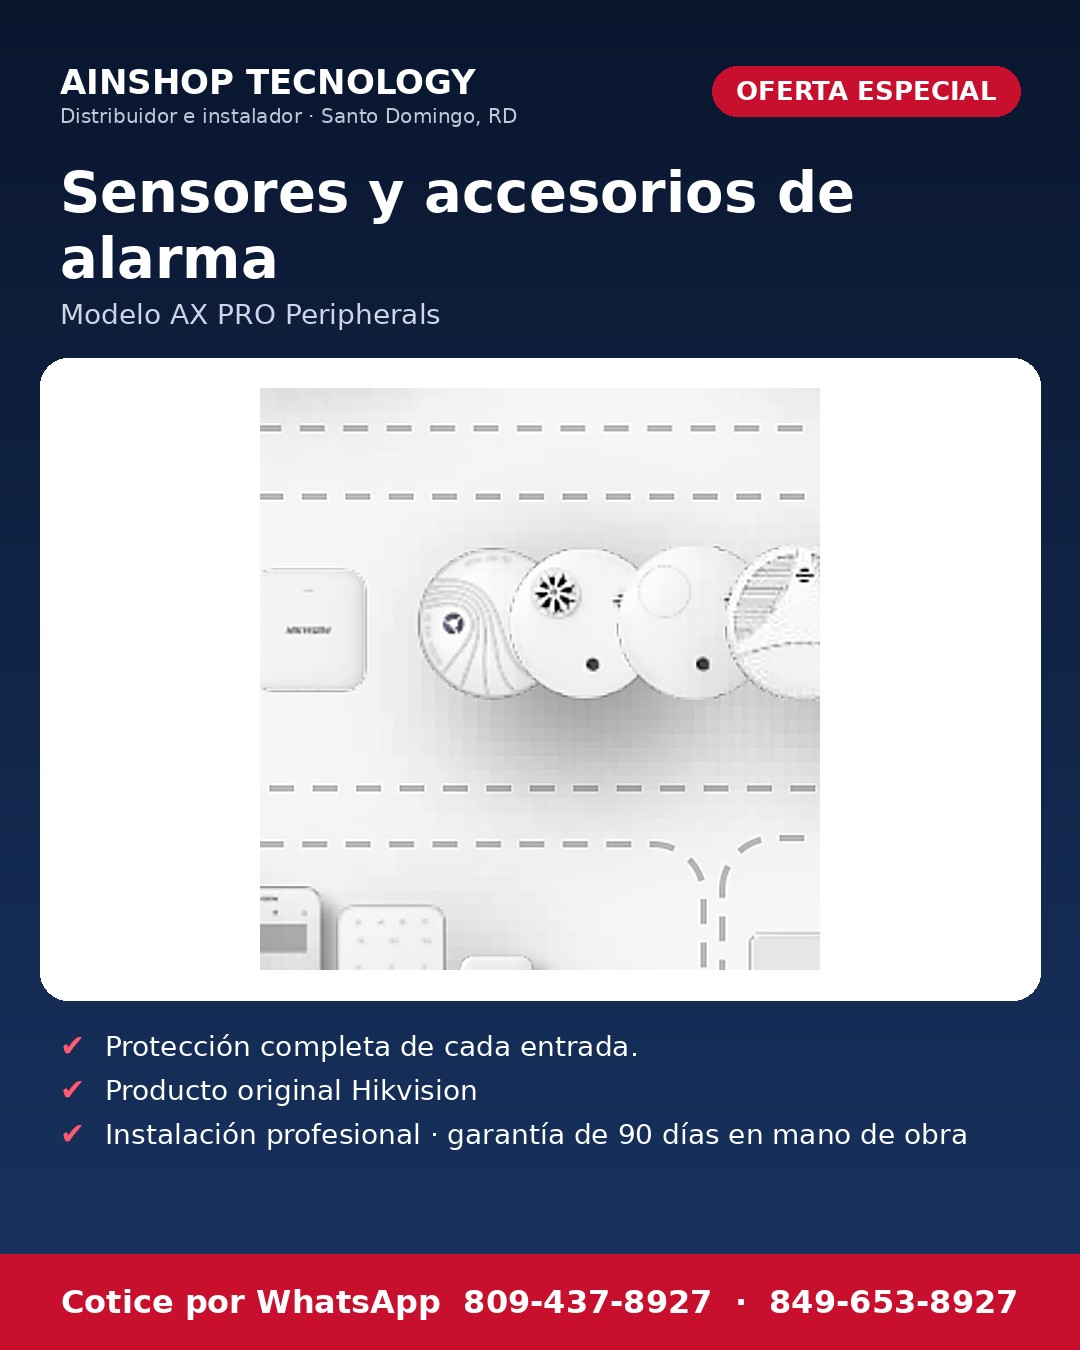 AINSHOP TECNOLOGY
OFERTA ESPECIAL
Distribuidor e instalador · Santo Domingo, RD
Sensores y accesorios de
alarma
Modelo AX PRO Peripherals
HIKVISION
✔ Protección completa de cada entrada.
✔ Producto original Hikvision
✔ Instalación profesional · garantía de 90 días en mano de obra
Cotice por WhatsApp 809-437-8927 · 849-653-8927